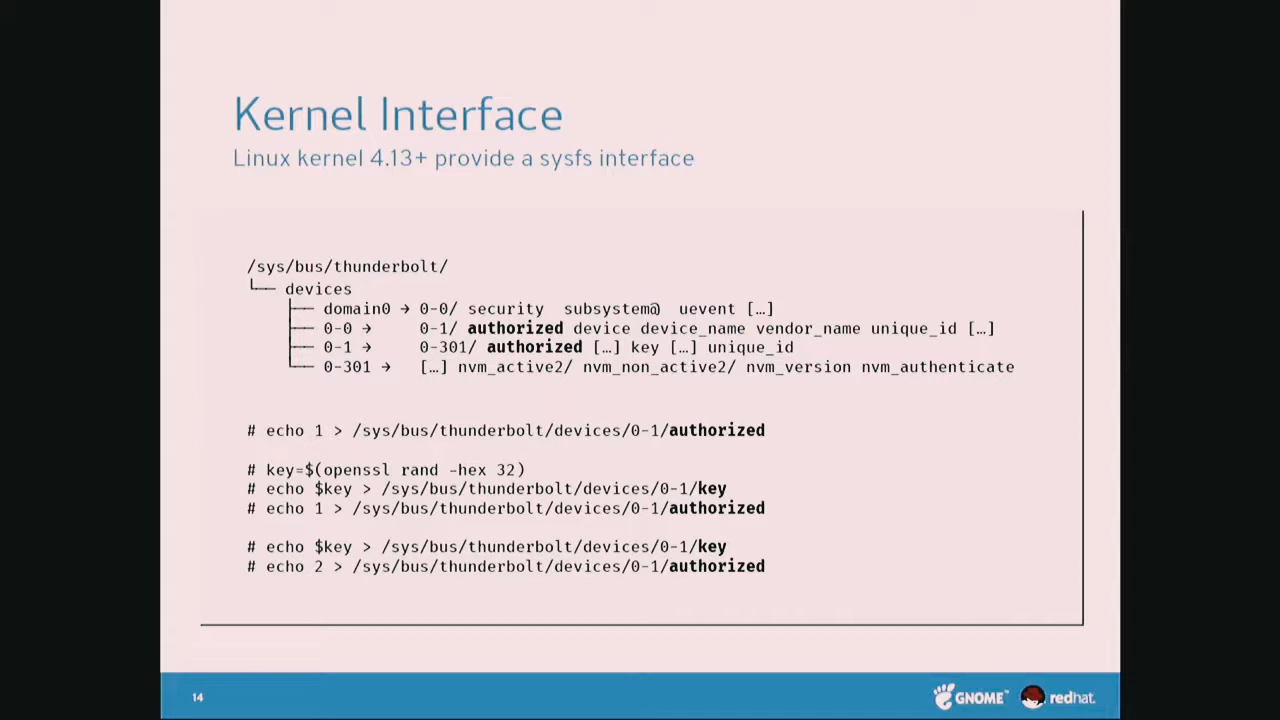 Kernel Interface
Linux kernel 4.13+ provide a sysfs interface
/sys/bus/thunderbolt/
└── devices
├── domain0 → 0-0/ security subsystem@ uevent […]
├── 0-0 → 0-1/ authorized device device_name vendor_name unique_id […]
├── 0-1 → 0-301/ authorized […] key […] unique_id
└── 0-301 → […] nvm_active2/ nvm_non_active2/ nvm_version nvm_authenticate
# echo 1 > /sys/bus/thunderbolt/devices/0-1/authorized
# key=$(openssl rand -hex 32)
# echo $key > /sys/bus/thunderbolt/devices/0-1/key
# echo 1 > /sys/bus/thunderbolt/devices/0-1/authorized
# echo $key > /sys/bus/thunderbolt/devices/0-1/key
# echo 2 > /sys/bus/thunderbolt/devices/0-1/authorized
14
GNOME™ redhat.